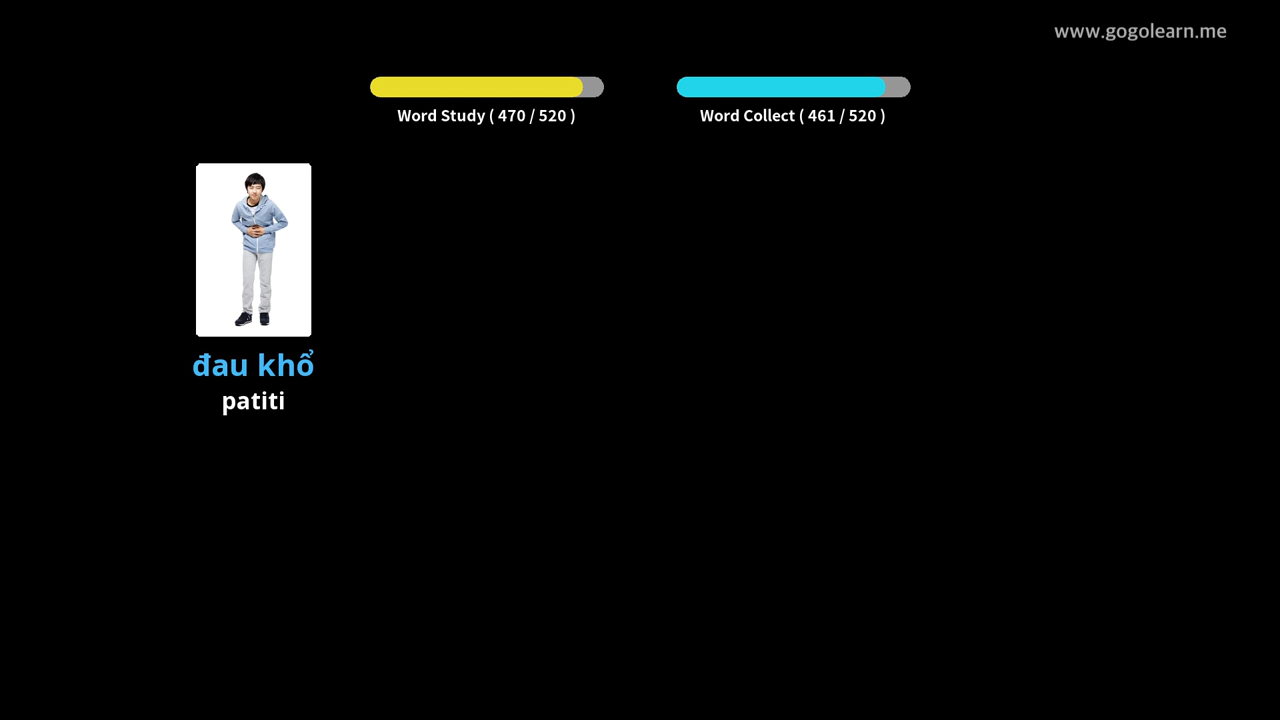 www.gogolearn.me
Word Study ( 470 / 520 )
Word Collect ( 461 / 520 )
đau khổ
patiti